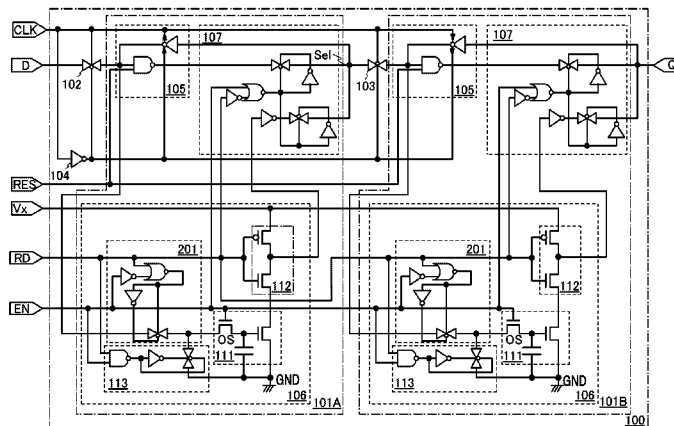 CLK
107
107
D
Sel
Q
102
103
105
105
104
RES
Vx
RD
201
201
112
112
EN
OS
OS
111
111
113
113
GND
GND
106
106
101A
101B
100